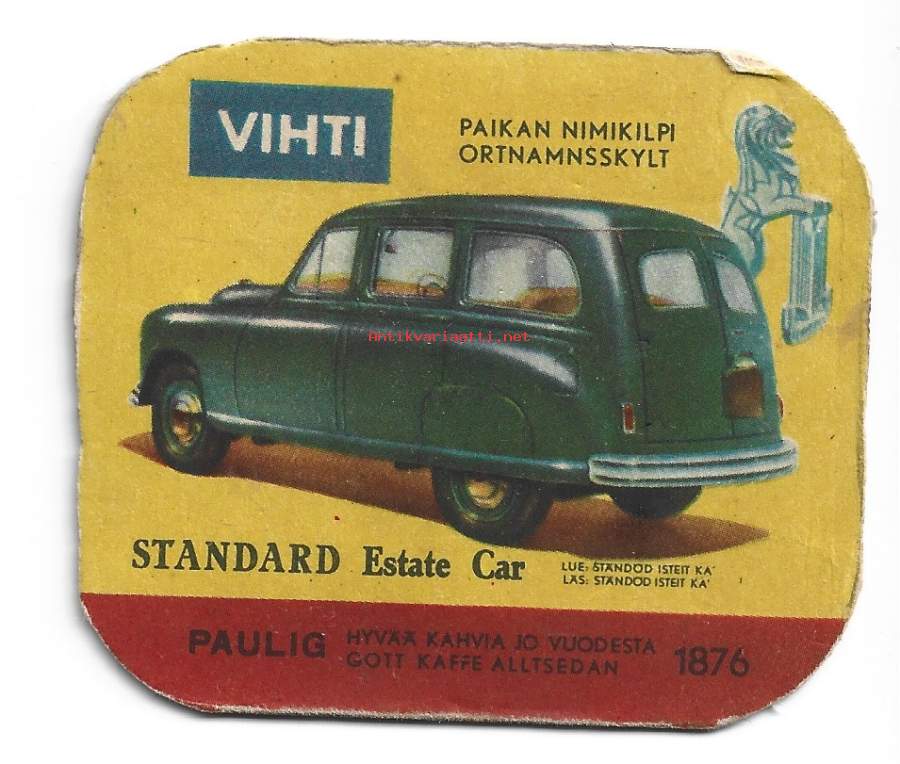 VIHTI
PAIKAN NIMIKILPI
ORTNAMNSSKYLT
Antikvariaatti.net
STANDARD Estate Car
LUE: STÄNDÖD ISTEIT KA'
LÄS: STÄNDÖD ISTEIT KA'
PAULIG
HYVÄÄ KAHVIA JO VUODESTA
GOTT KAFFE ALLTSEDAN
1876